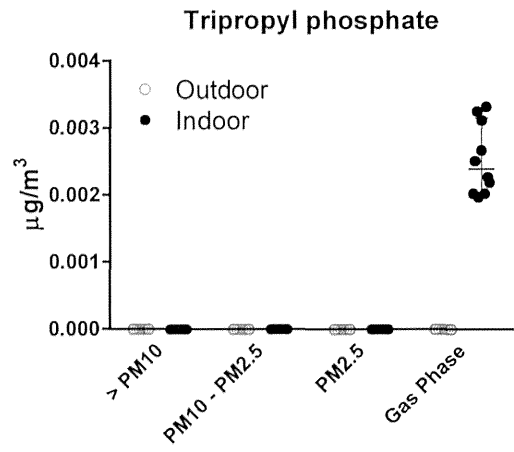 Tripropyl phosphate
0.004
0.003
0.002
0.001
0.000
µg/m³
Outdoor
Indoor
> PM10
PM10 - PM2.5
PM2.5
Gas Phase